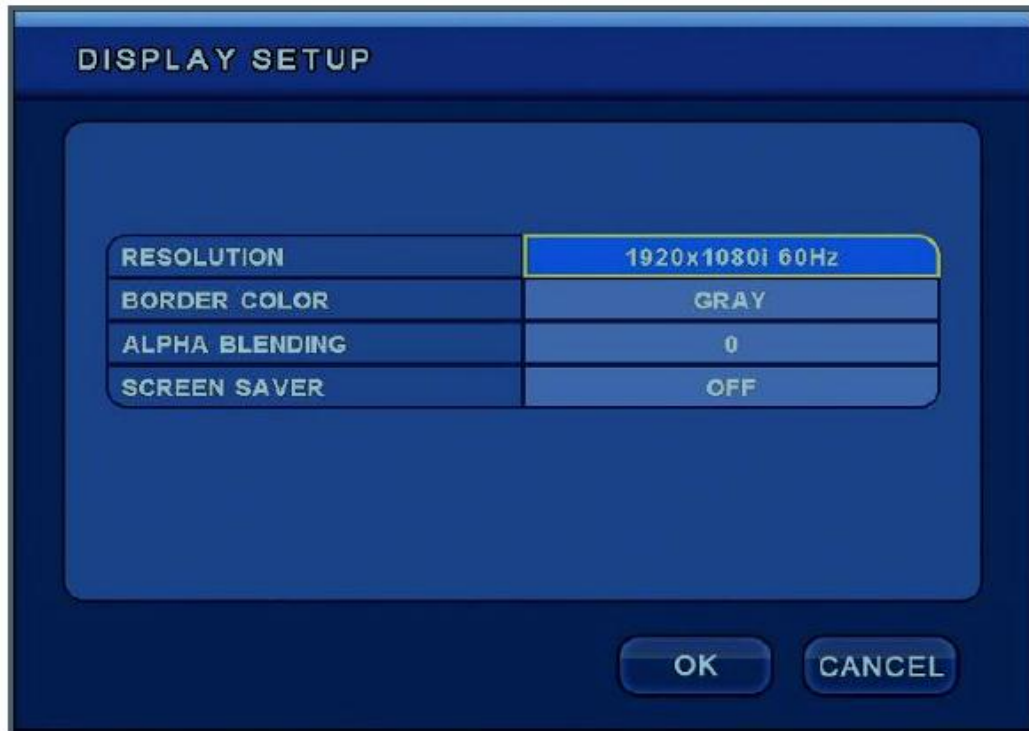 DISPLAY SETUP
RESOLUTION 1920x1080i 60Hz
BORDER COLOR GRAY
ALPHA BLENDING 0
SCREEN SAVER OFF
OK CANCEL